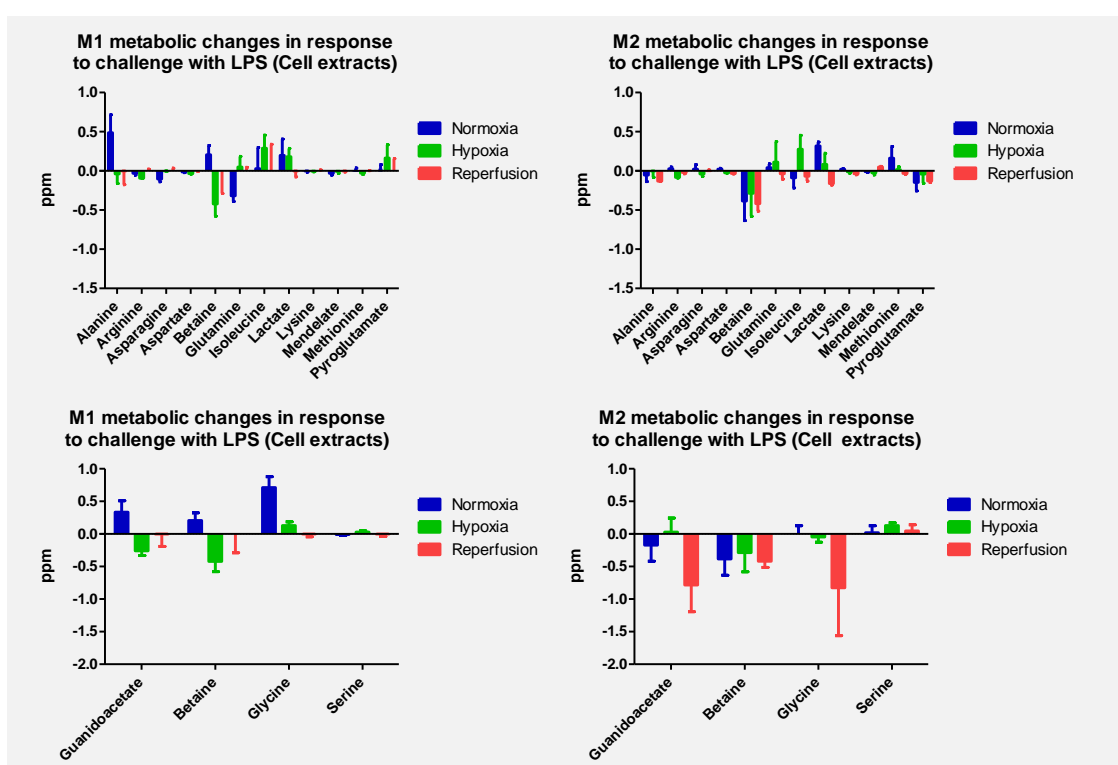 M1 metabolic changes in response
to challenge with LPS (Cell extracts)
1.0
0.5
0.0
-0.5
-1.0
-1.5
ppm
Normoxia
Hypoxia
Reperfusion
Alanine
Arginine
Asparagine
Aspartate
Betaine
Glutamine
Isoleucine
Lactate
Lysine
Mendelate
Methionine
Pyroglutamate
M2 metabolic changes in response
to challenge with LPS (Cell extracts)
1.0
0.5
0.0
-0.5
-1.0
-1.5
ppm
Normoxia
Hypoxia
Reperfusion
Alanine
Arginine
Asparagine
Aspartate
Betaine
Glutamine
Isoleucine
Lactate
Lysine
Mendelate
Methionine
Pyroglutamate
M1 metabolic changes in response
to challenge with LPS (Cell extracts)
1.0
0.5
0.0
-0.5
-1.0
-1.5
-2.0
ppm
Normoxia
Hypoxia
Reperfusion
Guanidoacetate
Betaine
Glycine
Serine
M2 metabolic changes in response
to challenge with LPS (Cell extracts)
1.0
0.5
0.0
-0.5
-1.0
-1.5
-2.0
ppm
Normoxia
Hypoxia
Reperfusion
Guanidoacetate
Betaine
Glycine
Serine